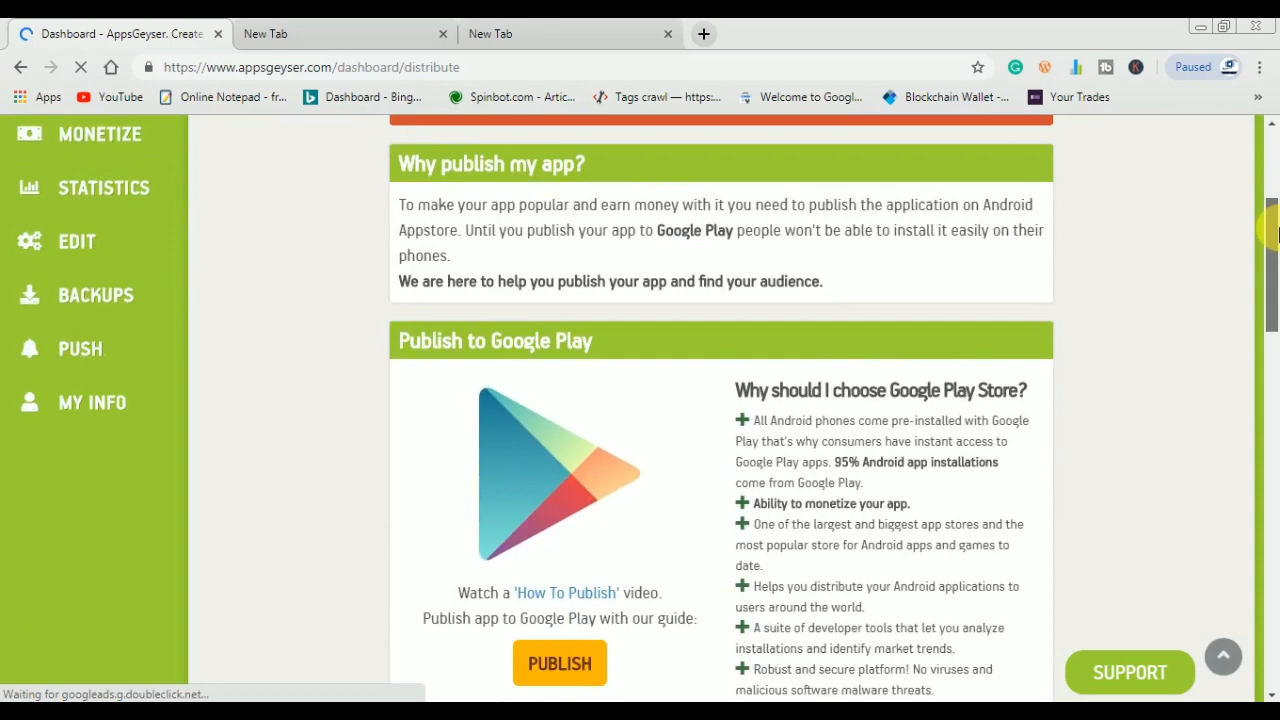 Dashboard - AppsGeyser. Create
New Tab
New Tab
https://www.appsgeyser.com/dashboard/distribute
Paused
Apps
YouTube
Online Notepad - fr...
Dashboard - Bing...
Spinbot.com - Artic...
Tags crawl — https:...
Welcome to Googl...
Blockchain Wallet -...
Your Trades
»
MONETIZE
STATISTICS
EDIT
BACKUPS
PUSH
MY INFO
Why publish my app?
To make your app popular and earn money with it you need to publish the application on Android
Appstore. Until you publish your app to Google Play people won't be able to install it easily on their
phones.
We are here to help you publish your app and find your audience.
Publish to Google Play
Watch a 'How To Publish' video.
Publish app to Google Play with our guide:
PUBLISH
Why should I choose Google Play Store?
All Android phones come pre-installed with Google
Play that's why consumers have instant access to
Google Play apps. 95% Android app installations
come from Google Play.
Ability to monetize your app.
One of the largest and biggest app stores and the
most popular store for Android apps and games to
date.
Helps you distribute your Android applications to
users around the world.
A suite of developer tools that let you analyze
installations and identify market trends.
Robust and secure platform! No viruses and
malicious software malware threats.
SUPPORT
Waiting for googleads.g.doubleclick.net...